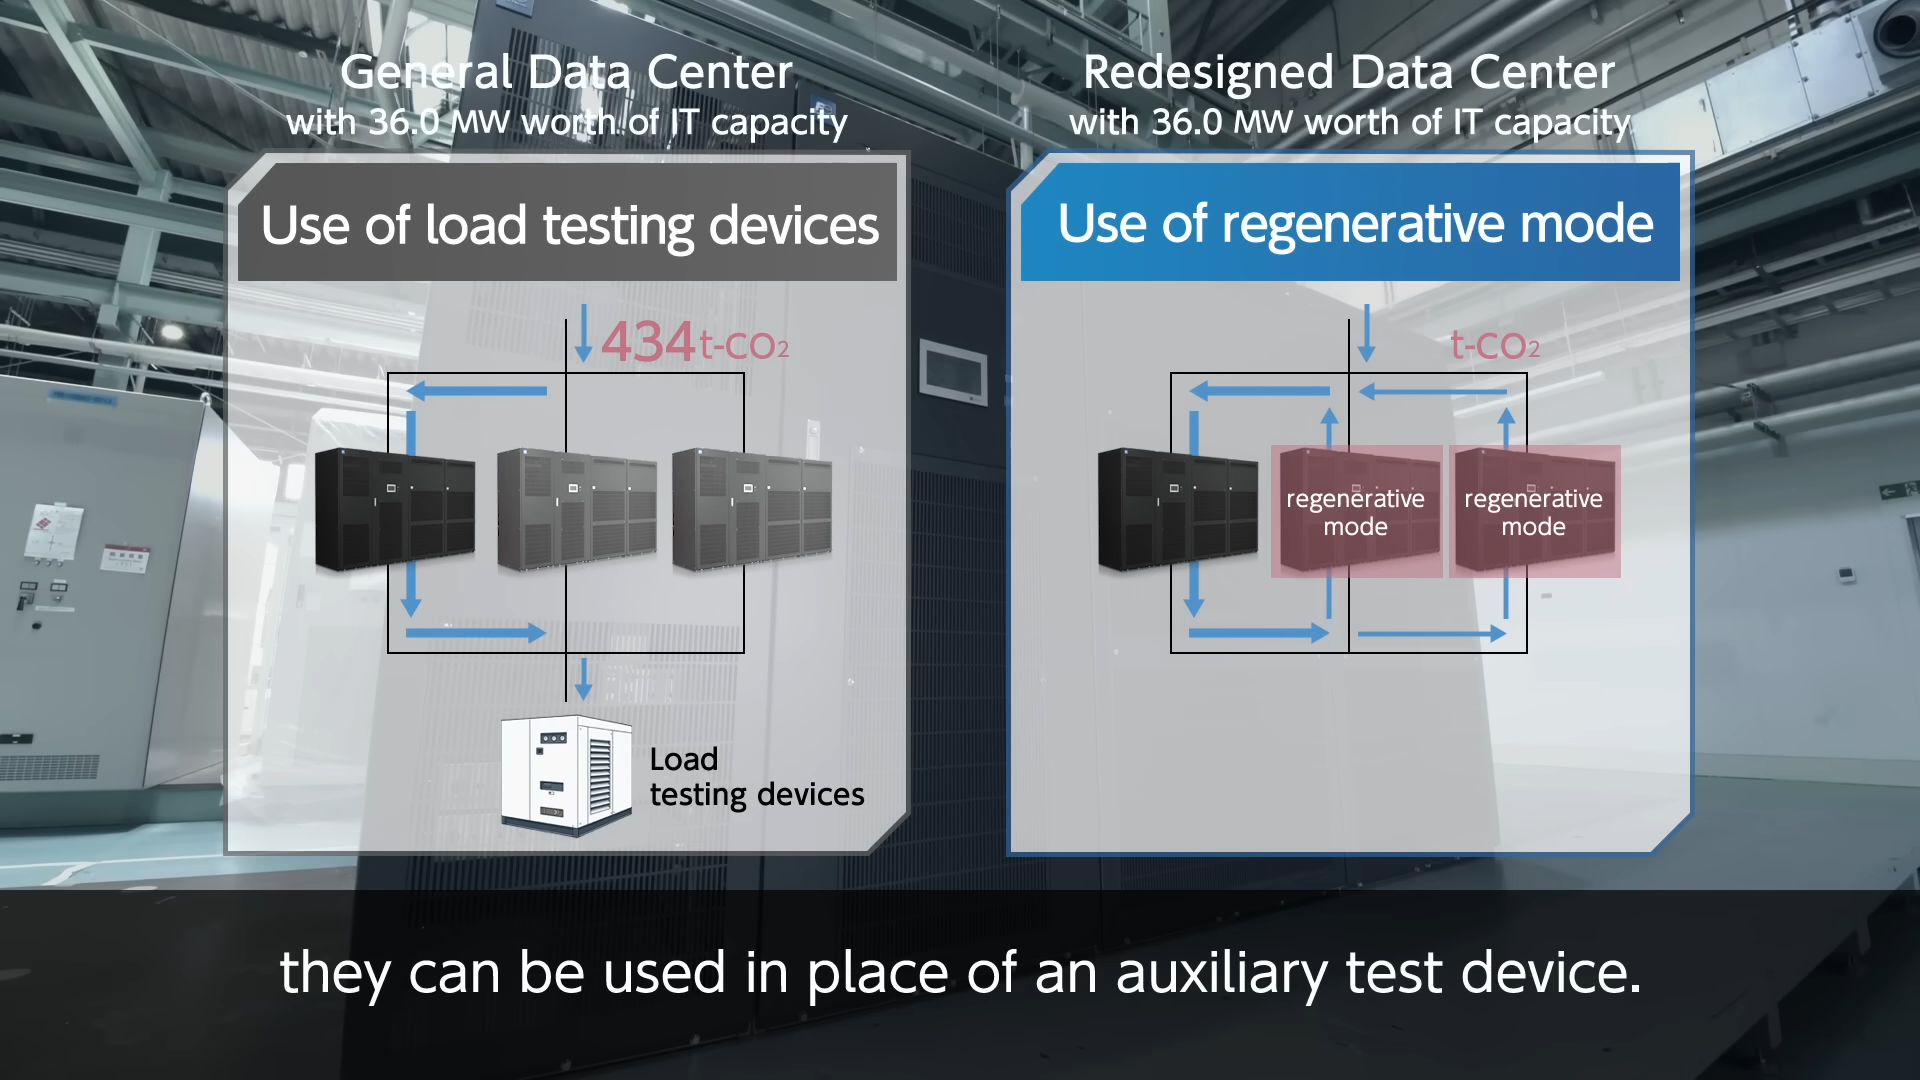 General Data Center
with 36.0 MW worth of IT capacity
Use of load testing devices
434t-CO2
Load
testing devices
Redesigned Data Center
with 36.0 MW worth of IT capacity
Use of regenerative mode
t-CO2
regenerative
mode
regenerative
mode
they can be used in place of an auxiliary test device.